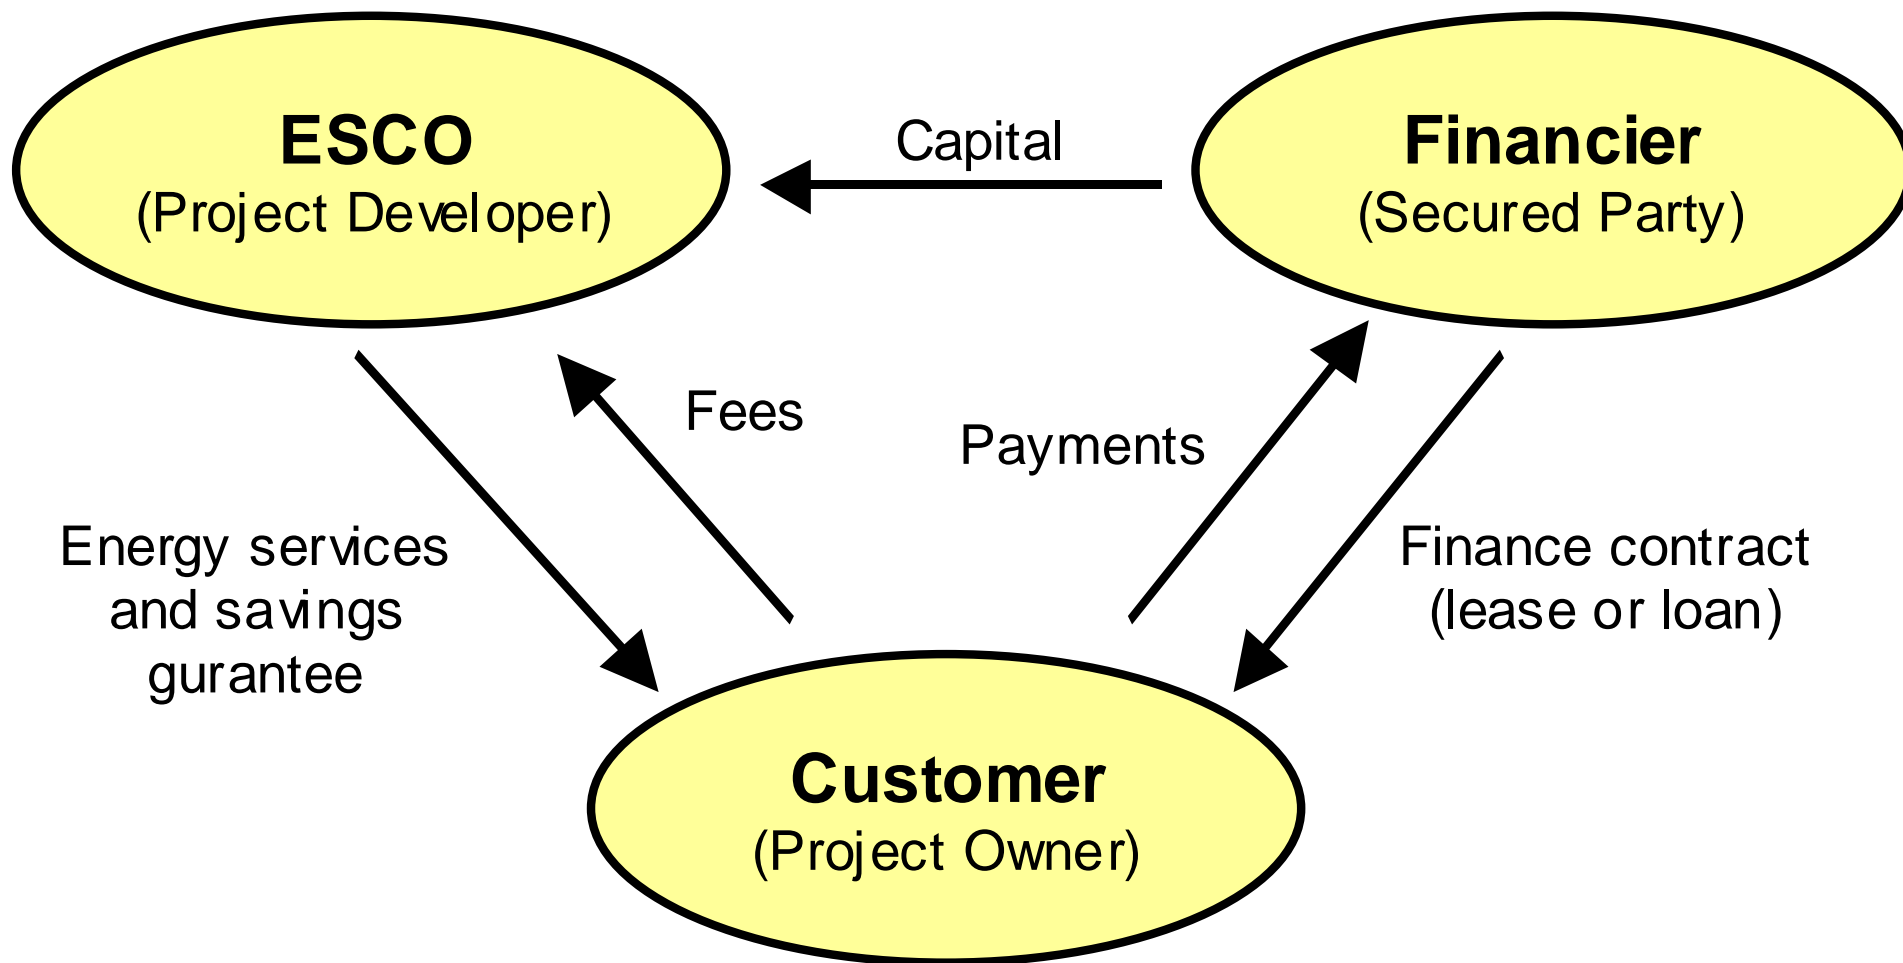 ESCO
(Project Developer)
Capital
Financier
(Secured Party)
Fees
Payments
Energy services
and savings
gurantee
Finance contract
(lease or loan)
Customer
(Project Owner)